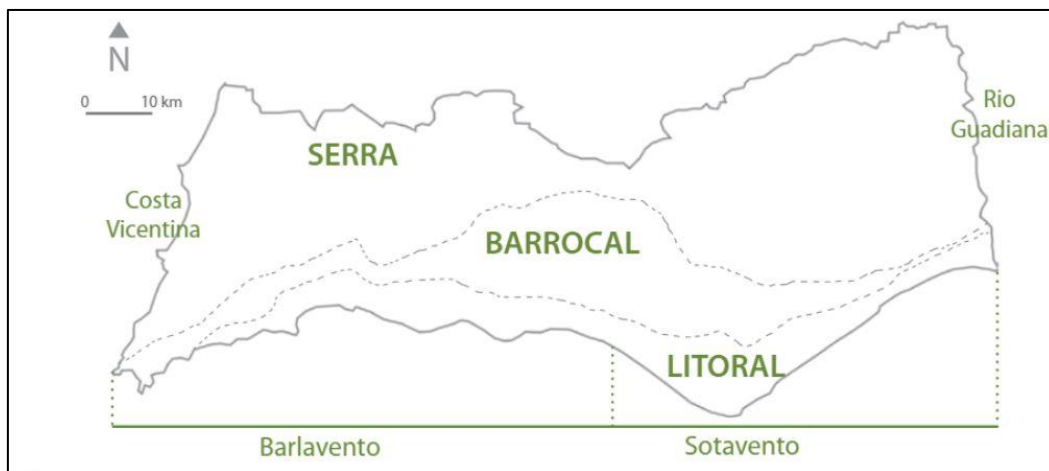 N
0 10 km
SERRA
Rio
Guadiana
Costa
Vicentina
BARROCAL
LITORAL
Barlavento
Sotavento